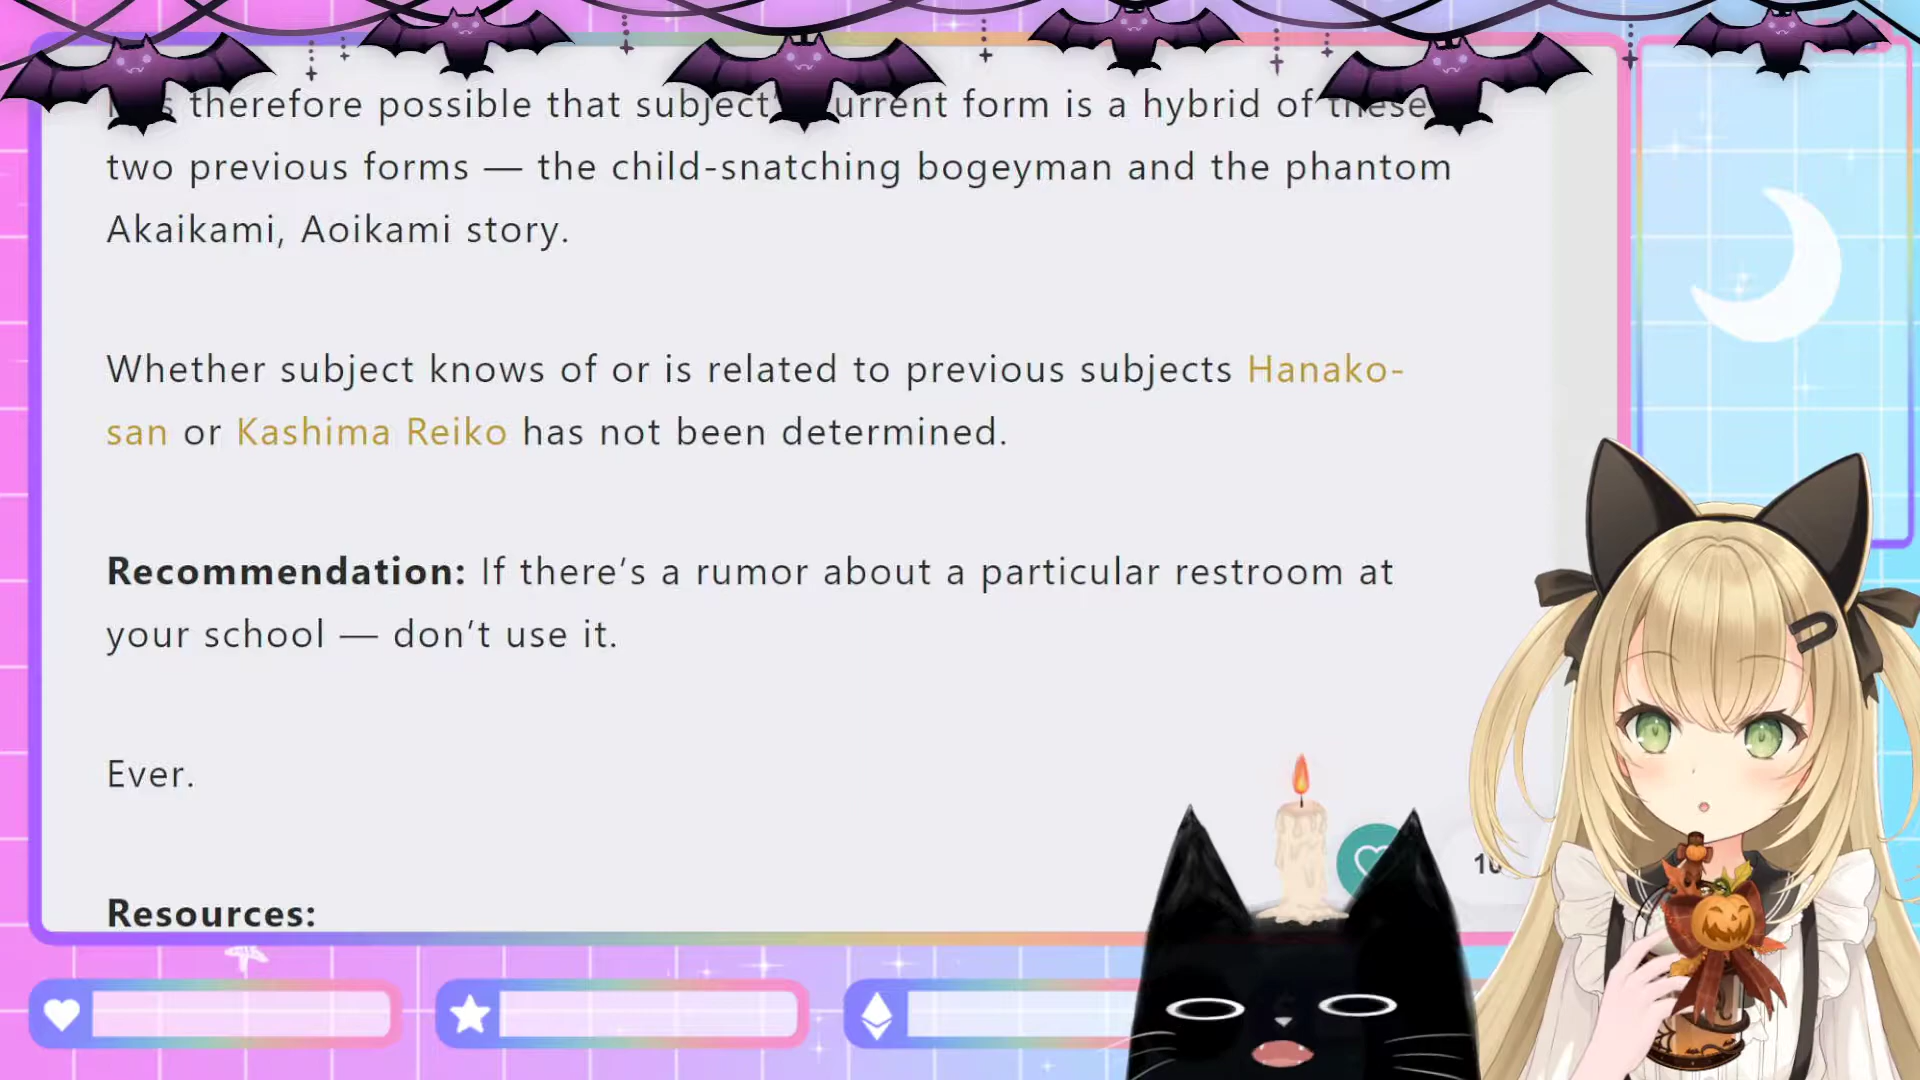 therefore possible that subject' current form is a hybrid of these
two previous forms — the child-snatching bogeyman and the phantom
Akaikami, Aoikami story.
Whether subject knows of or is related to previous subjects Hanako-
san or Kashima Reiko has not been determined.
Recommendation: If there’s a rumor about a particular restroom at
your school — don’t use it.
Ever.
Resources: